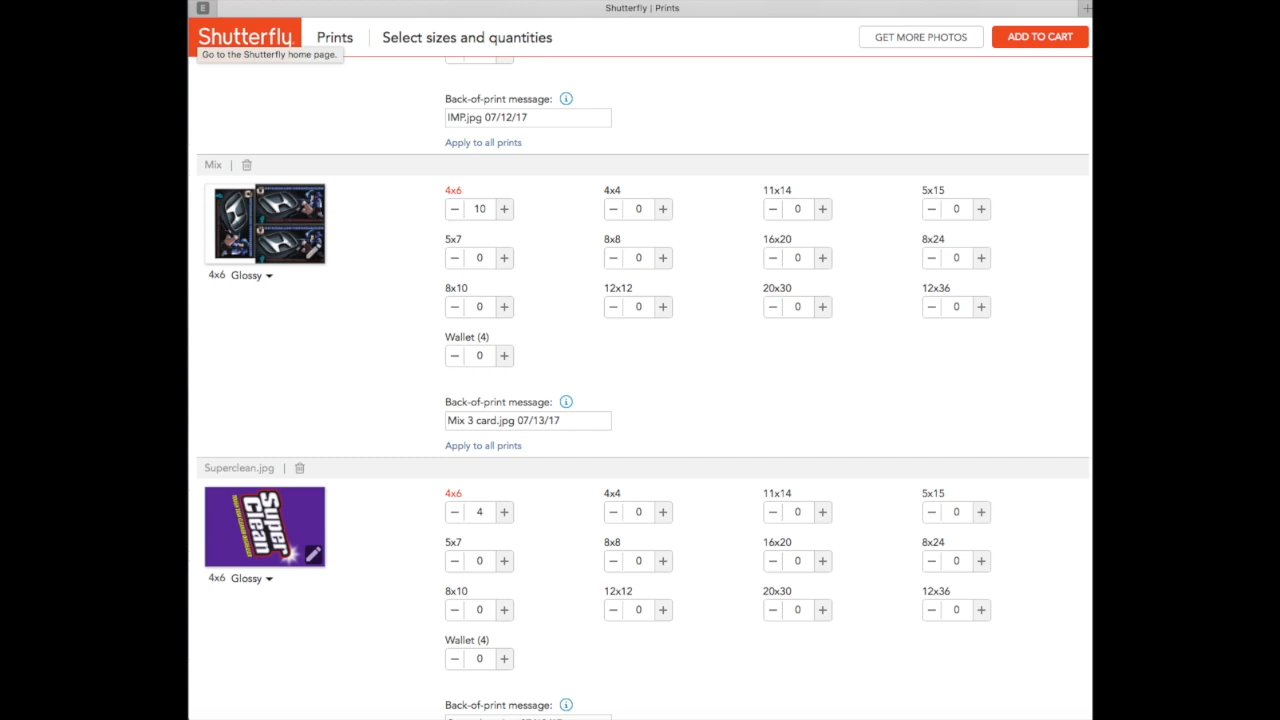 E
Shutterfly | Prints
Shutterfly
Prints
Select sizes and quantities
GET MORE PHOTOS
ADD TO CART
Go to the Shutterfly home page.
Back-of-print message:
IMP.jpg 07/12/17
Apply to all prints
Mix |
4x6 4x4 11x14 5x15
10 0 0 0
5x7 8x8 16x20 8x24
0 0 0 0
8x10 12x12 20x30 12x36
0 0 0 0
Wallet (4)
0
4x6 Glossy
Back-of-print message:
Mix 3 card.jpg 07/13/17
Apply to all prints
Superclean.jpg |
4x6 4x4 11x14 5x15
4 0 0 0
5x7 8x8 16x20 8x24
0 0 0 0
8x10 12x12 20x30 12x36
0 0 0 0
Wallet (4)
0
Super
Clean
4x6 Glossy
Back-of-print message: